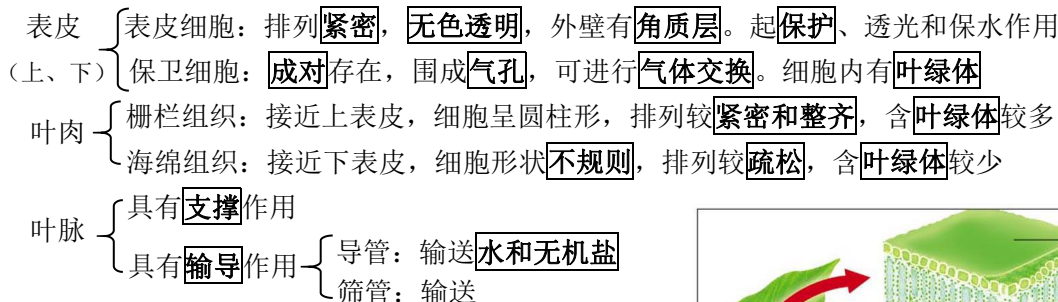 表皮 表皮细胞：排列紧密，无色透明，外壁有角质层。起保护、透光和保水作用
（上、下） 保卫细胞：成对存在，围成气孔，可进行气体交换。细胞内有叶绿体
叶肉 栅栏组织：接近上表皮，细胞呈圆柱形，排列较紧密和整齐，含叶绿体较多
海绵组织：接近下表皮，细胞形状不规则，排列较疏松，含叶绿体较少
叶脉 具有支撑作用
具有输导作用 导管：输送水和无机盐
筛管：输送